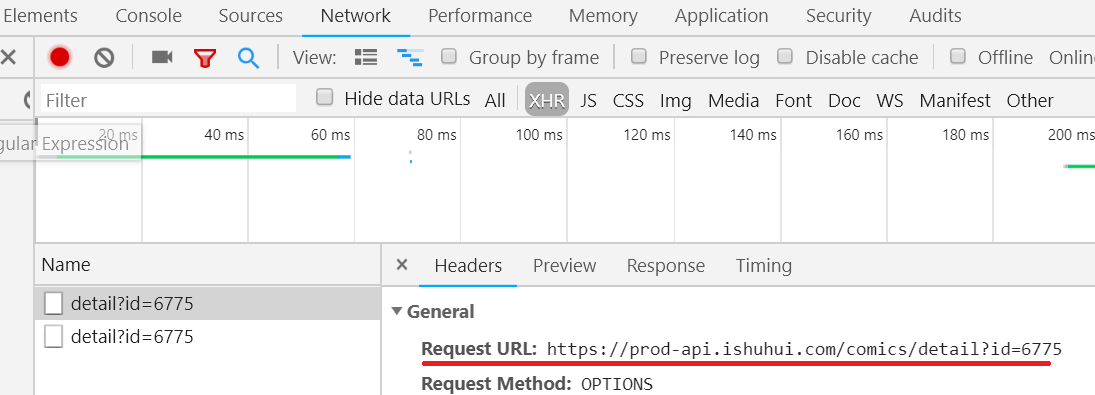 Elements Console Sources Network Performance Memory Application Security Audits
View: Group by frame Preserve log Disable cache Offline Online
Filter Hide data URLs All XHR JS CSS Img Media Font Doc WS Manifest Other
20 ms 40 ms 60 ms 80 ms 100 ms 120 ms 140 ms 160 ms 180 ms 200 ms
gular Expression
Name
× Headers Preview Response Timing
detail?id=6775
detail?id=6775
General
Request URL: https://prod-api.ishuhui.com/comics/detail?id=6775
Request Method: OPTIONS